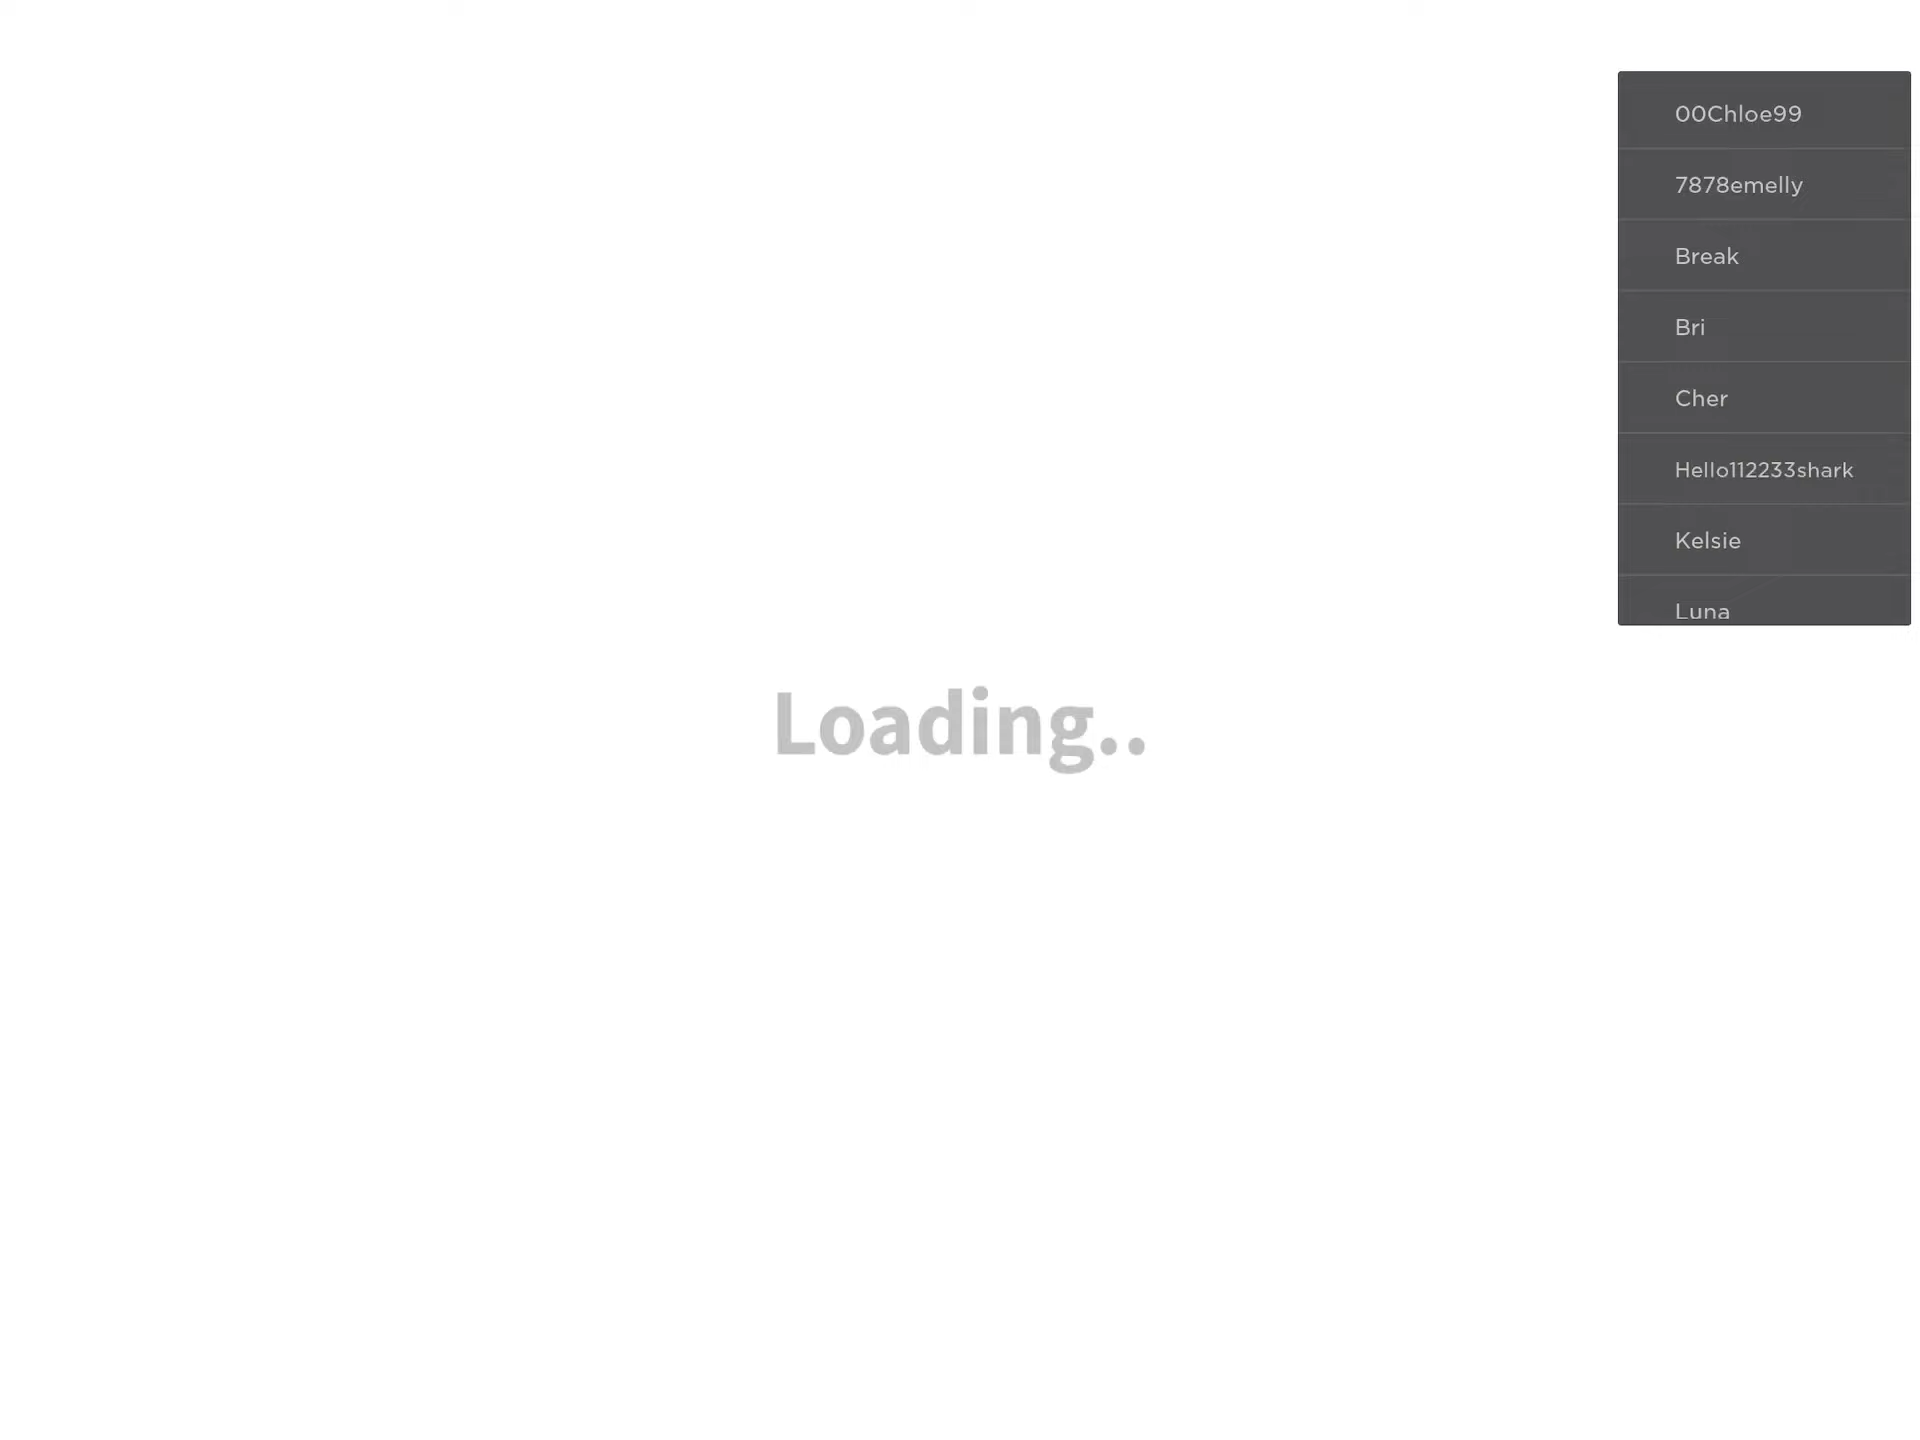 00Chloe99
7878emelly
Break
Bri
Cher
Hello112233shark
Kelsie
Luna
Loading..